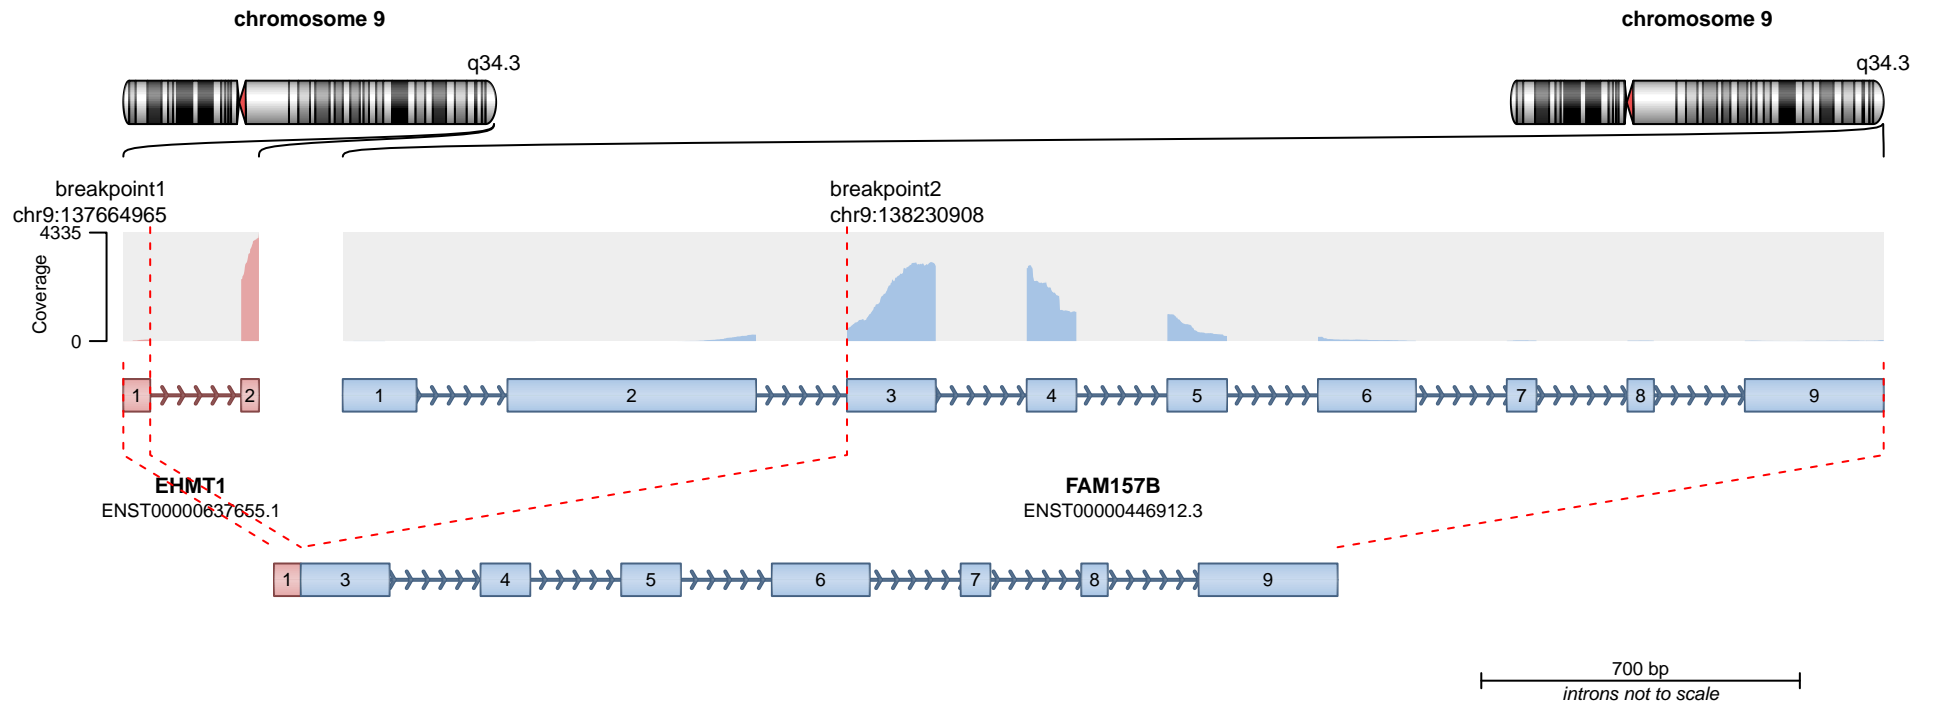 chromosome 9
chromosome 9
q34.3
q34.3
breakpoint1
chr9:137664965
breakpoint2
chr9:138230908
4335
Coverage
0
1
2
1
2
3
4
5
6
7
8
9
EHMT1
ENST00000637655.1
FAM157B
ENST00000446912.3
1
3
4
5
6
7
8
9
700 bp
introns not to scale